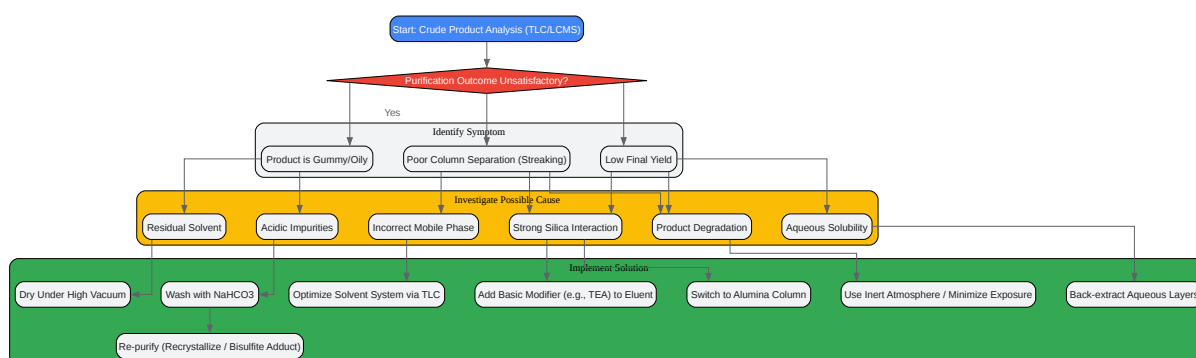 Start: Crude Product Analysis (TLC/LCMS)
Purification Outcome Unsatisfactory?
Yes
Identify Symptom
Product is Gummy/Oily
Poor Column Separation (Streaking)
Low Final Yield
Investigate Possible Cause
Residual Solvent
Acidic Impurities
Incorrect Mobile Phase
Strong Silica Interaction
Product Degradation
Aqueous Solubility
Implement Solution
Dry Under High Vacuum
Wash with NaHCO3
Optimize Solvent System via TLC
Add Basic Modifier (e.g., TEA) to Eluent
Switch to Alumina Column
Use Inert Atmosphere / Minimize Exposure
Back-extract Aqueous Layers
Re-purify (Recrystallize / Bisulfite Adduct)